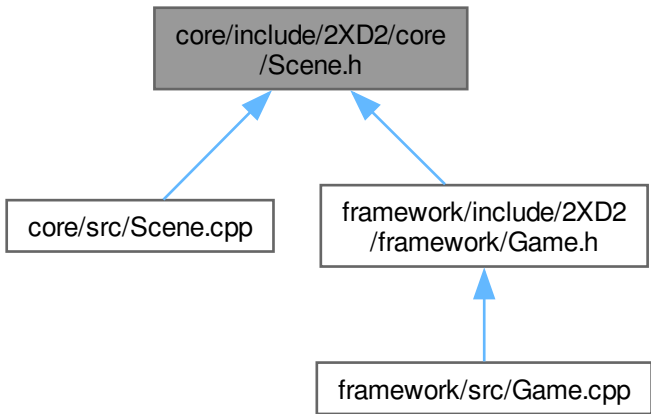 core/include/2XD2/core
/Scene.h
core/src/Scene.cpp
framework/include/2XD2
/framework/Game.h
framework/src/Game.cpp